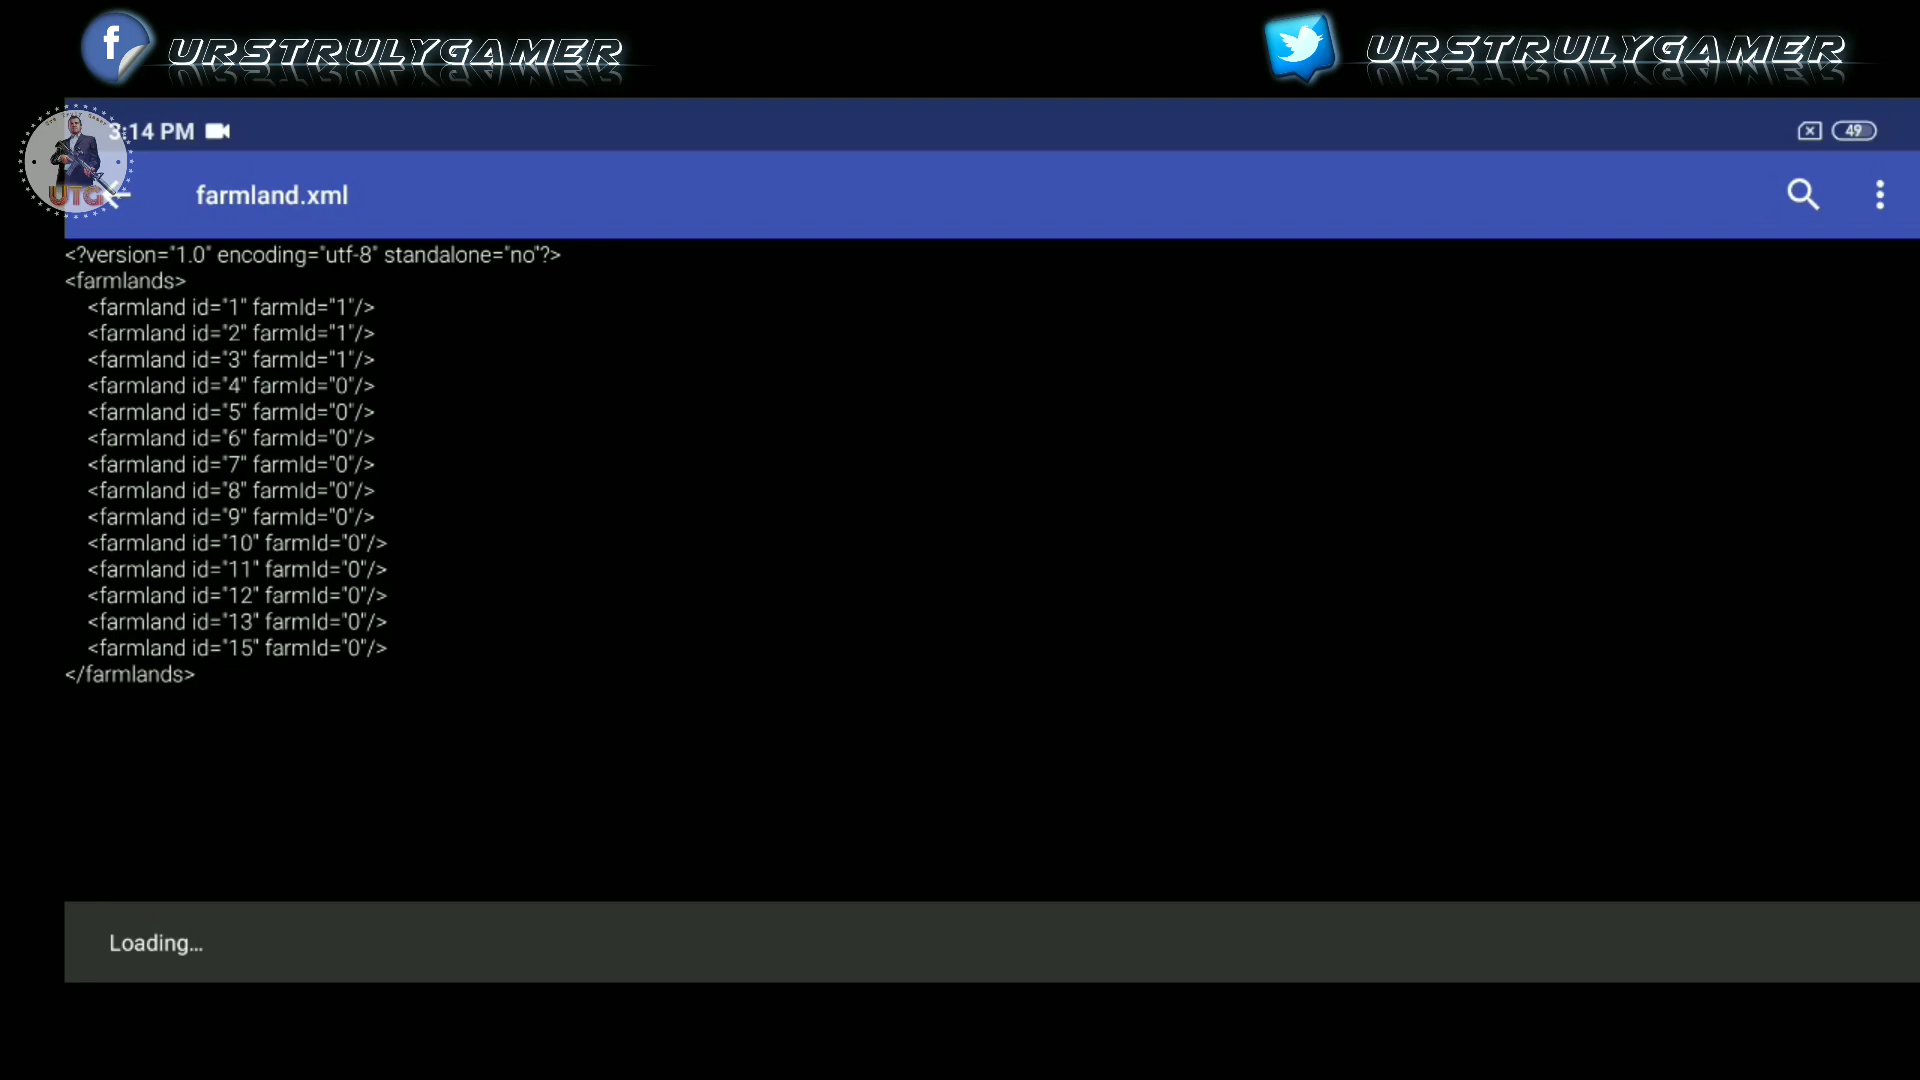 URSTRULYGAMER
URSTRULYGAMER
3:14 PM
49
UTG
farmland.xml
<?version="1.0" encoding="utf-8" standalone="no"?>
<farmlands>
<farmland id="1" farmId="1"/>
<farmland id="2" farmId="1"/>
<farmland id="3" farmId="1"/>
<farmland id="4" farmId="0"/>
<farmland id="5" farmId="0"/>
<farmland id="6" farmId="0"/>
<farmland id="7" farmId="0"/>
<farmland id="8" farmId="0"/>
<farmland id="9" farmId="0"/>
<farmland id="10" farmId="0"/>
<farmland id="11" farmId="0"/>
<farmland id="12" farmId="0"/>
<farmland id="13" farmId="0"/>
<farmland id="15" farmId="0"/>
</farmlands>
Loading...